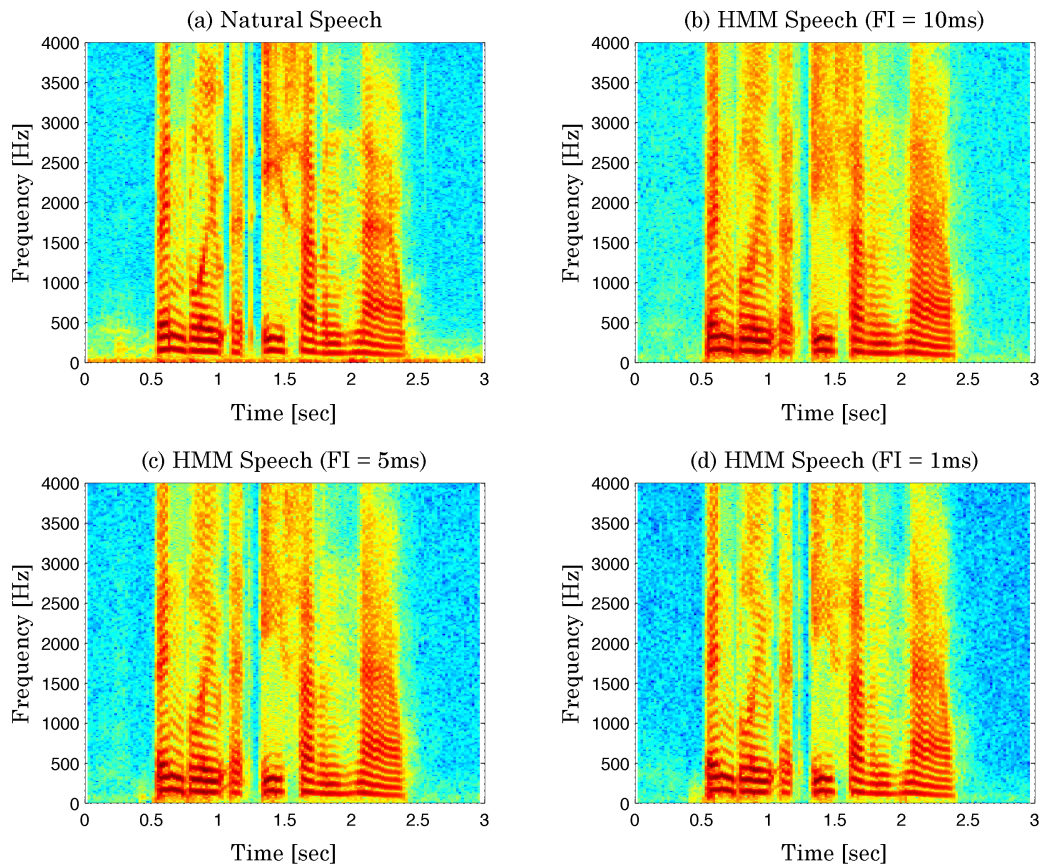 (a) Natural Speech
4000
3500
3000
2500
2000
1500
1000
500
0
Frequency [Hz]
0 0.5 1 1.5 2 2.5 3
Time [sec]
(b) HMM Speech (FI = 10ms)
4000
3500
3000
2500
2000
1500
1000
500
0
Frequency [Hz]
0 0.5 1 1.5 2 2.5 3
Time [sec]
(c) HMM Speech (FI = 5ms)
4000
3500
3000
2500
2000
1500
1000
500
0
Frequency [Hz]
0 0.5 1 1.5 2 2.5 3
Time [sec]
(d) HMM Speech (FI = 1ms)
4000
3500
3000
2500
2000
1500
1000
500
0
Frequency [Hz]
0 0.5 1 1.5 2 2.5 3
Time [sec]